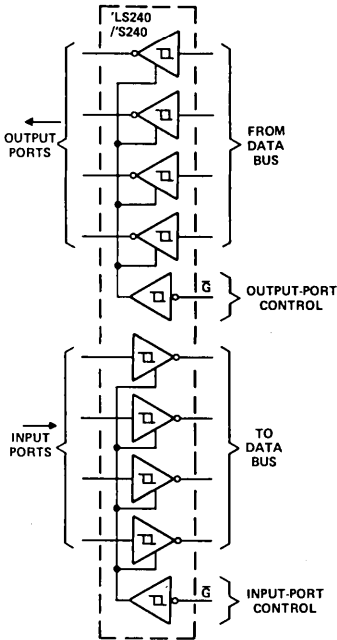 'LS240
/'S240
OUTPUT
PORTS
FROM
DATA
BUS
G̅
OUTPUT-PORT
CONTROL
INPUT
PORTS
TO
DATA
BUS
G̅
INPUT-PORT
CONTROL